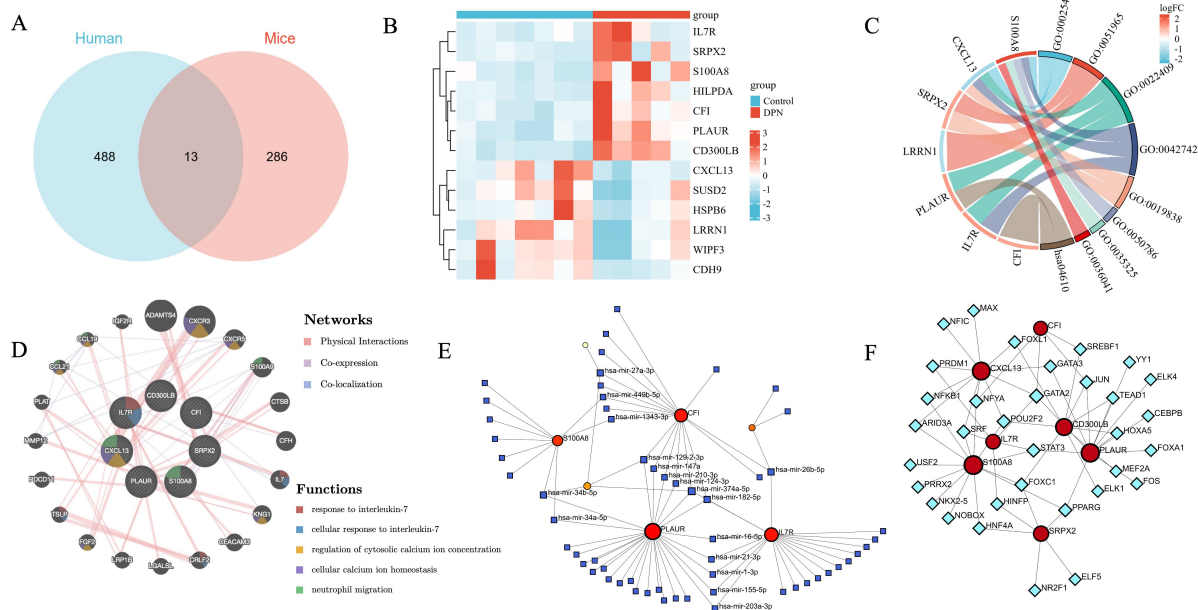 A
Human
Mice
488
13
286
B
group
IL7R
SRPX2
S100A8
HILPDA
CFI
PLAUR
CD300LB
CXCL13
SUSD2
HSPB6
LRRN1
WIPF3
CDH9
group
Control
DPN
3
2
1
0
-1
-2
-3
C
logFC
2
1
0
-1
-2
S100A8
CXCL13
SRPX2
LRRN1
PLAUR
IL7R
CFI
GO:0051965
GO:0022409
GO:0042742
GO:0019838
GO:0050786
GO:0035325
GO:0036041
hsa04610
D
ADAMTS4
CXCR3
CXCR5
S100A9
CTSB
CFH
IL7
KNG1
CEACAM5
CRLF2
LGALSL
LRP1B
FGF2
TSLP
PDCD11
MMP12
PLAT
CCL21
CCL19
IGF2R
CD300LB
CFI
SRPX2
S100A8
PLAUR
CXCL13
IL7R
Networks
Physical Interactions
Co-expression
Co-localization
Functions
response to interleukin-7
cellular response to interleukin-7
regulation of cytosolic calcium ion concentration
cellular calcium ion homeostasis
neutrophil migration
E
hsa-mir-27a-3p
hsa-mir-449b-5p
hsa-mir-1343-3p
CFI
S100A8
hsa-mir-129-2-3p
hsa-mir-147a
hsa-mir-210-3p
hsa-mir-124-3p
hsa-mir-26b-5p
hsa-mir-34b-5p
hsa-mir-374a-5p
hsa-mir-182-5p
hsa-mir-34a-5p
PLAUR
IL7R
hsa-mir-16-5p
hsa-mir-21-3p
hsa-mir-1-3p
hsa-mir-155-5p
hsa-mir-203a-3p
F
MAX
NFIC
CFI
FOXL1
SREBF1
PRDM1
CXCL13
GATA3
YY1
JUN
ELK4
NFKB1
NFYA
GATA2
TEAD1
CEBPB
ARID3A
POU2F2
HOXA5
SRF
CD300LB
IL7R
STAT3
PLAUR
FOXA1
USF2
S100A8
MEF2A
FOS
PRRX2
FOXC1
ELK1
NKX2-5
HINFP
PPARG
NOBOX
HNF4A
SRPX2
ELF5
NR2F1